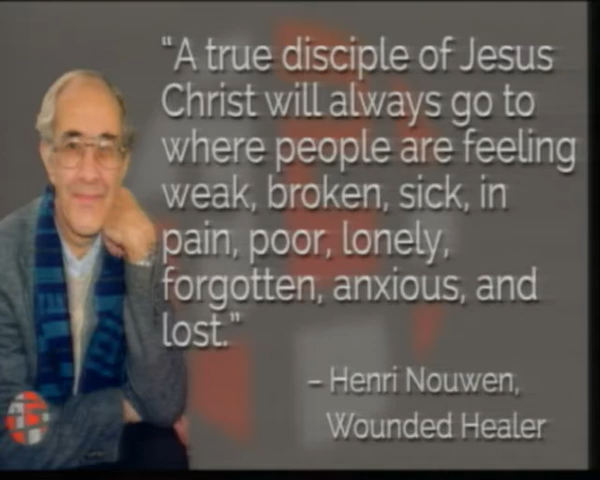 “A true disciple of Jesus
Christ will always go to
where people are feeling
weak, broken, sick, in
pain, poor, lonely,
forgotten, anxious, and
lost.”
– Henri Nouwen,
Wounded Healer